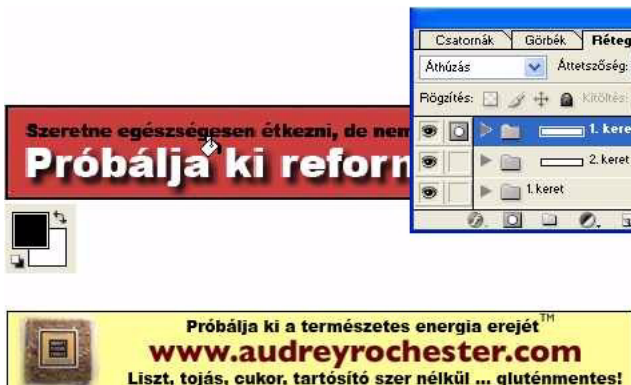 Csatornák Görbék Réteg
Áthúzás Áttetszőség:
Rögzítés: Kitöltés:
Szeretne egészségesen étkezni, de nem
Próbálja ki reform
1. kere
2. keret
1. keret
Próbálja ki a természetes energia erejét™
www.audreyrochester.com
Liszt, tojás, cukor, tartósító szer nélkül ... gluténmentes!